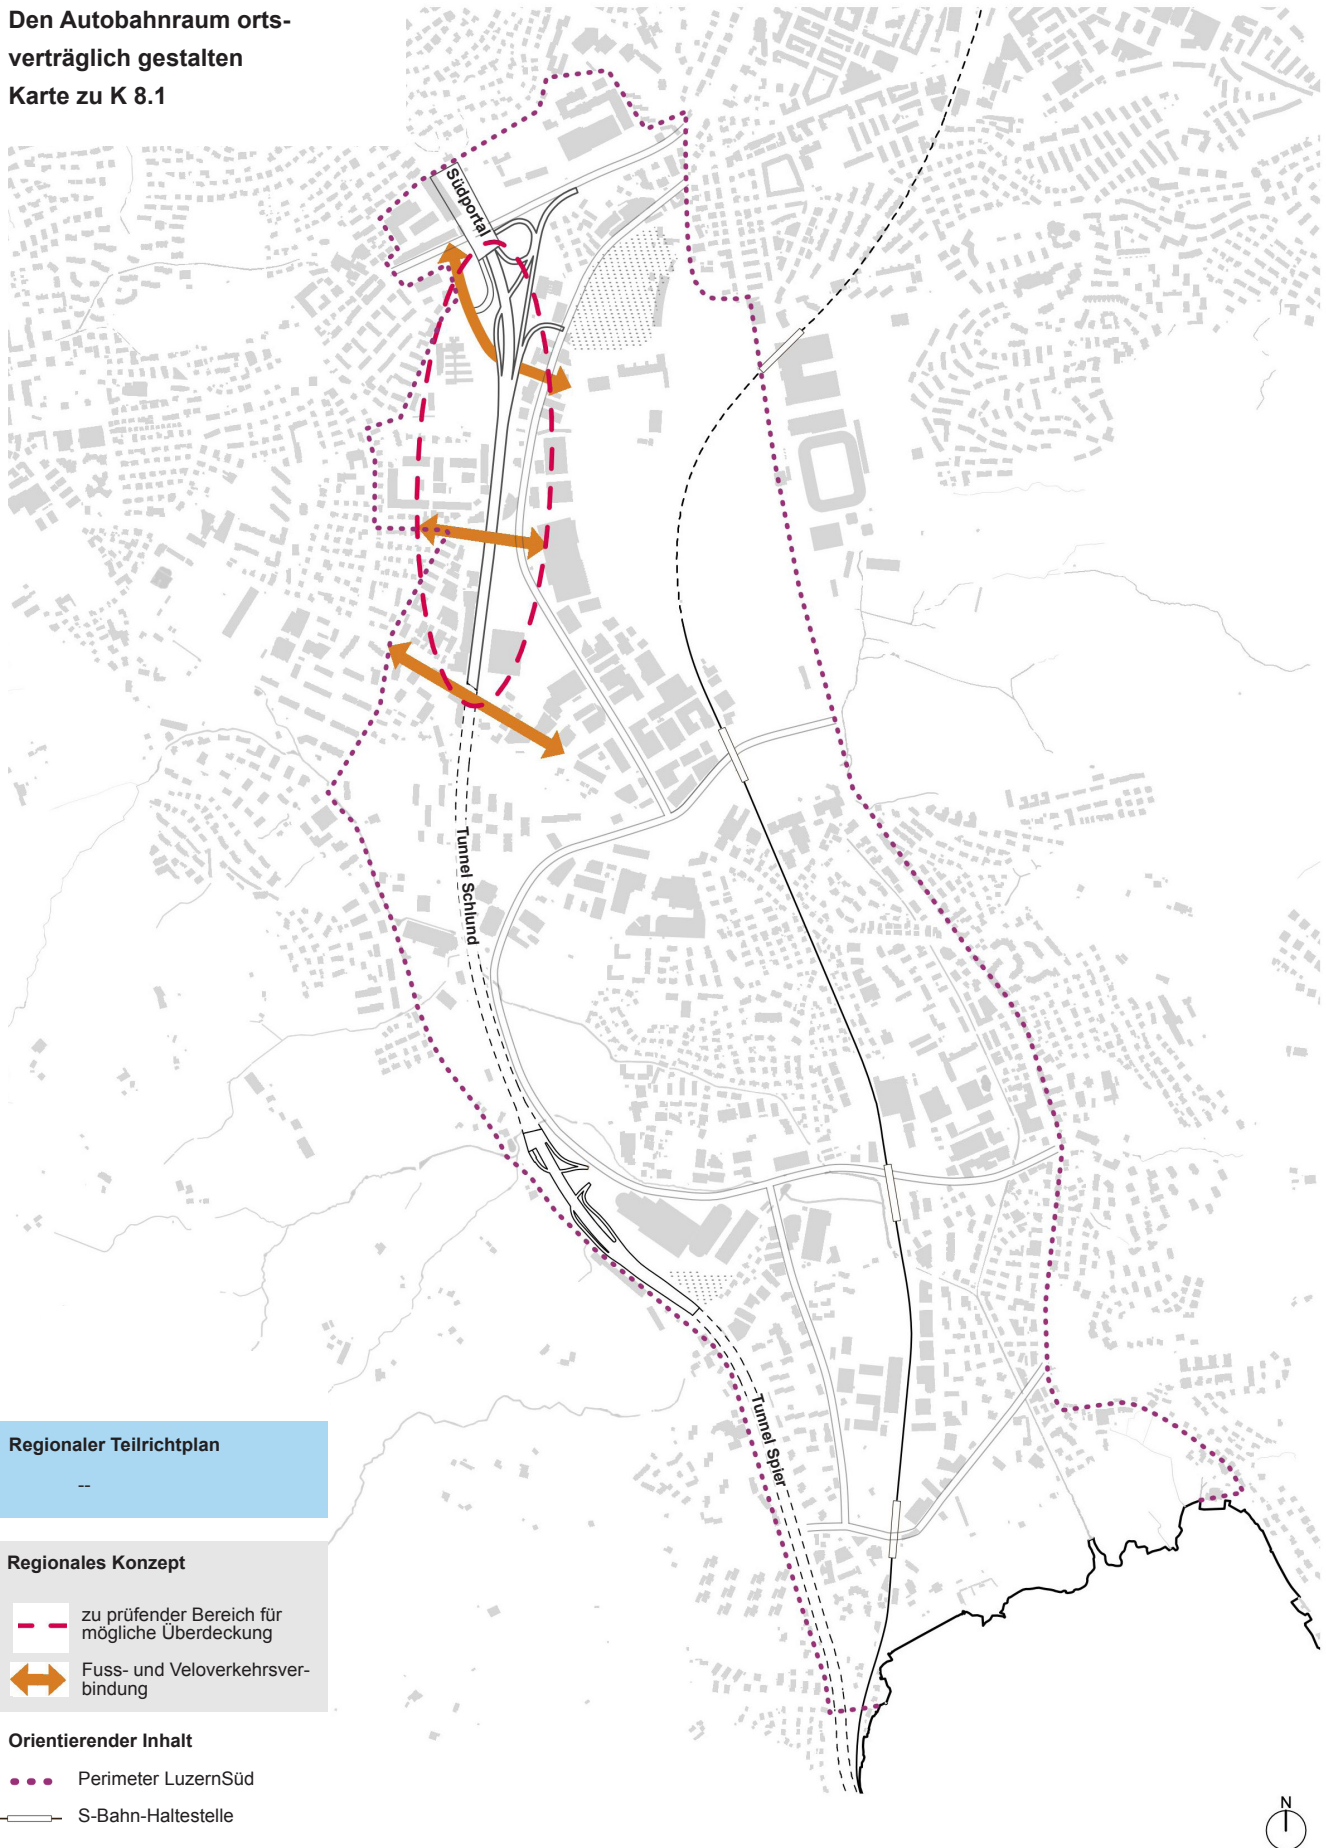 Den Autobahnraum orts-
verträglich gestalten
Karte zu K 8.1
Südportal
Tunnel Schlund
Tunnel Spier
Regionaler Teilrichtplan
--
Regionales Konzept
zu prüfender Bereich für
mögliche Überdeckung
Fuss- und Veloverkehrsver-
bindung
Orientierender Inhalt
Perimeter LuzernSüd
S-Bahn-Haltestelle
N